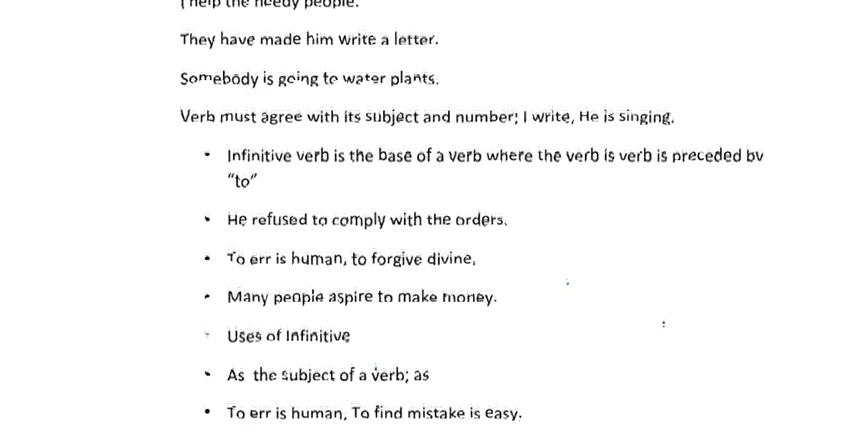 I help the needy people.
They have made him write a letter.
Somebody is going to water plants.
Verb must agree with its subject and number; I write, He is singing.
• Infinitive verb is the base of a verb where the verb is verb is preceded by
“to”
• He refused to comply with the orders.
• To err is human, to forgive divine.
• Many people aspire to make money.
• Uses of Infinitive
• As the subject of a verb; as
• To err is human, To find mistake is easy.